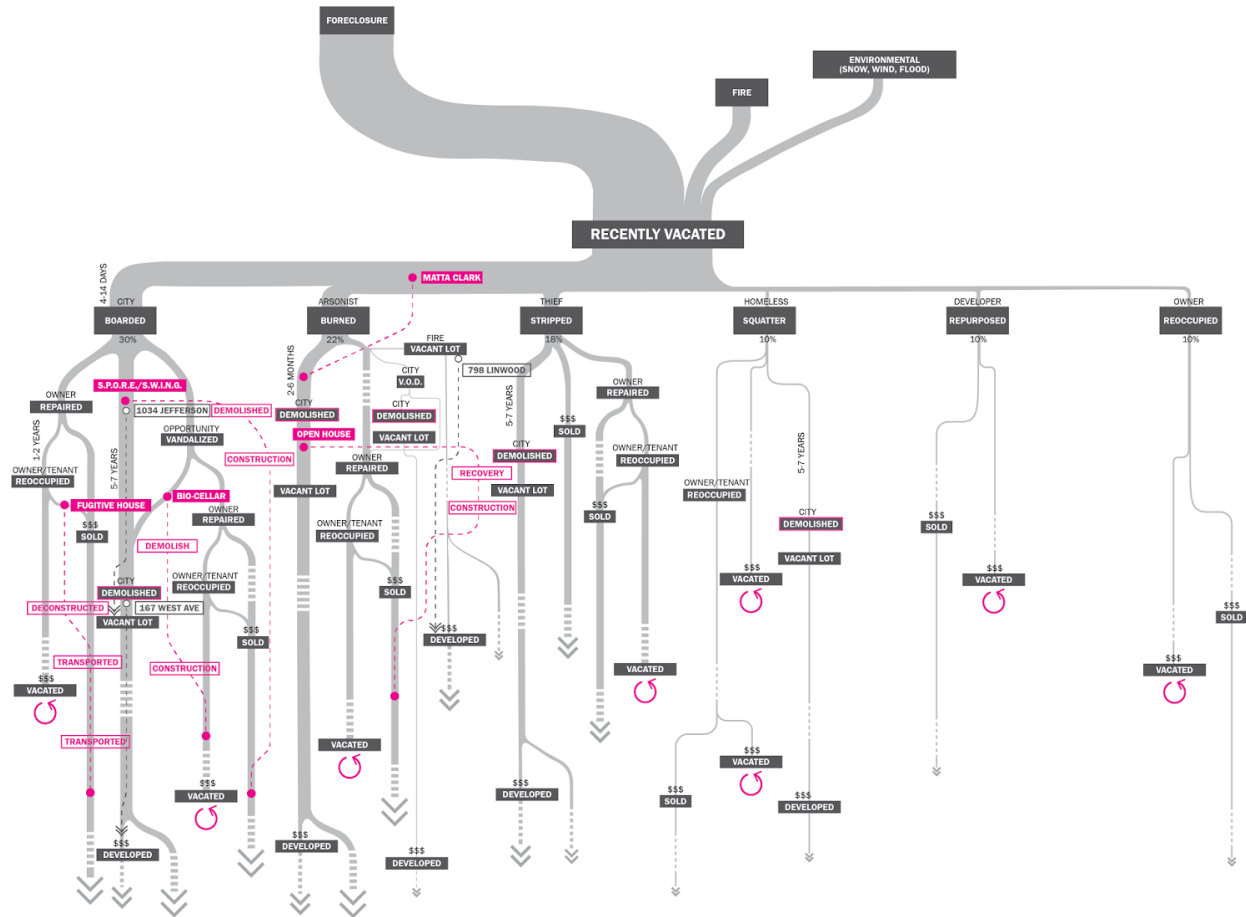 FORECLOSURE
ENVIRONMENTAL
(SNOW, WIND, FLOOD)
FIRE
RECENTLY VACATED
4-14 DAYS
MATTA CLARK
CITY
BOARDED
30%
ARSONIST
BURNED
22%
THIEF
STRIPPED
18%
HOMELESS
SQUATTER
10%
DEVELOPER
REPURPOSED
10%
OWNER
REOCCUPIED
10%
S.P.O.R.E./S.W.I.N.G.
1034 JEFFERSON
DEMOLISHED
OWNER
REPAIRED
1-2 YEARS
5-7 YEARS
OPPORTUNITY
VANDALIZED
CONSTRUCTION
OWNER/TENANT
REOCCUPIED
FUGITIVE HOUSE
BIO-CELLAR
$$$
SOLD
OWNER
REPAIRED
DEMOLISH
OWNER/TENANT
REOCCUPIED
CITY
DEMOLISHED
DECONSTRUCTED
167 WEST AVE
VACANT LOT
$$$
SOLD
TRANSPORTED
CONSTRUCTION
$$$
VACATED
TRANSPORTED
$$$
VACATED
$$$
DEVELOPED
2-6 MONTHS
FIRE
VACANT LOT
798 LINWOOD
CITY
V.O.D.
CITY
DEMOLISHED
CITY
DEMOLISHED
OPEN HOUSE
VACANT LOT
OWNER
REPAIRED
RECOVERY
VACANT LOT
CONSTRUCTION
OWNER/TENANT
REOCCUPIED
$$$
SOLD
$$$
DEVELOPED
$$$
VACATED
$$$
DEVELOPED
$$$
DEVELOPED
5-7 YEARS
OWNER
REPAIRED
$$$
SOLD
CITY
DEMOLISHED
OWNER/TENANT
REOCCUPIED
VACANT LOT
$$$
SOLD
$$$
VACATED
$$$
DEVELOPED
5-7 YEARS
OWNER/TENANT
REOCCUPIED
CITY
DEMOLISHED
VACANT LOT
$$$
VACATED
$$$
VACATED
$$$
SOLD
$$$
DEVELOPED
$$$
SOLD
$$$
VACATED
$$$
SOLD
$$$
VACATED